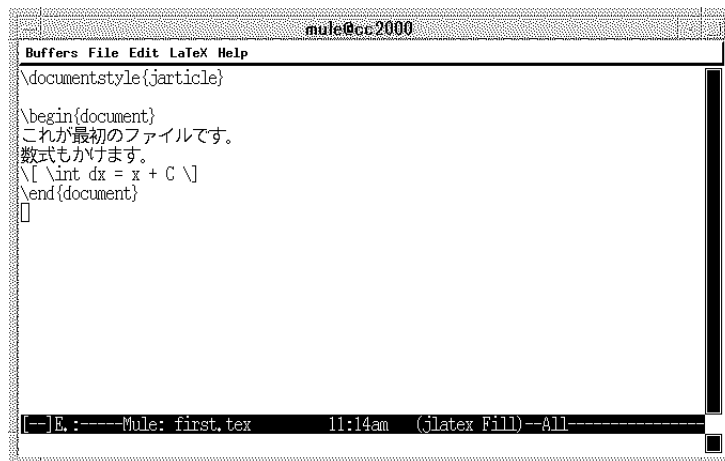 mule@cc2000
Buffers File Edit LaTeX Help
\documentstyle{jarticle}
\begin{document}
これが最初のファイルです。
数式もかけます。
\[ \int dx = x + C \]
\end{document}
[--]E.:-----Mule: first.tex 11:14am (jlatex Fill)--All----------------